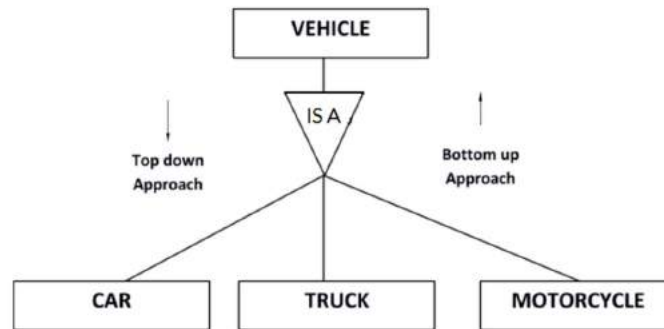 VEHICLE
IS A
Top down
Approach
Bottom up
Approach
CAR
TRUCK
MOTORCYCLE